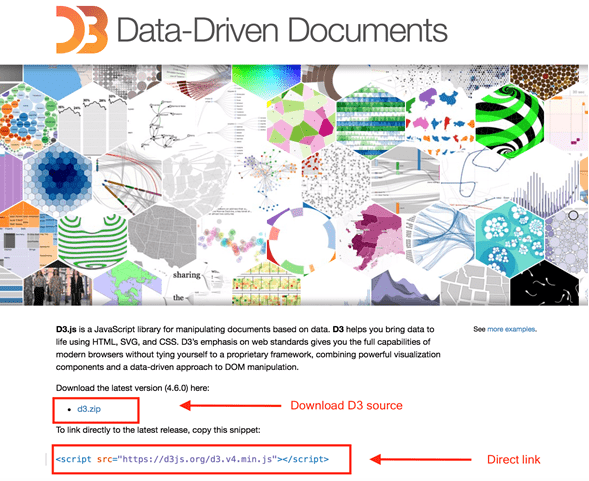 D3 Data-Driven Documents
sharing
the
D3.js is a JavaScript library for manipulating documents based on data. D3 helps you bring data to
life using HTML, SVG, and CSS. D3's emphasis on web standards gives you the full capabilities of
modern browsers without tying yourself to a proprietary framework, combining powerful visualization
components and a data-driven approach to DOM manipulation.
See more examples.
Download the latest version (4.6.0) here:
• d3.zip
Download D3 source
To link directly to the latest release, copy this snippet:
<script src="https://d3js.org/d3.v4.min.js"></script>
Direct link